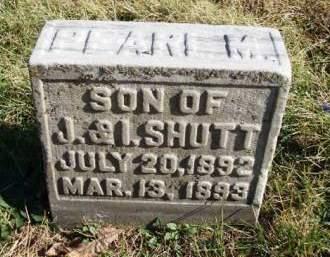 PEARL M.
SON OF
J. & I. SHUTT
JULY 20, 1892
MAR. 13, 1893